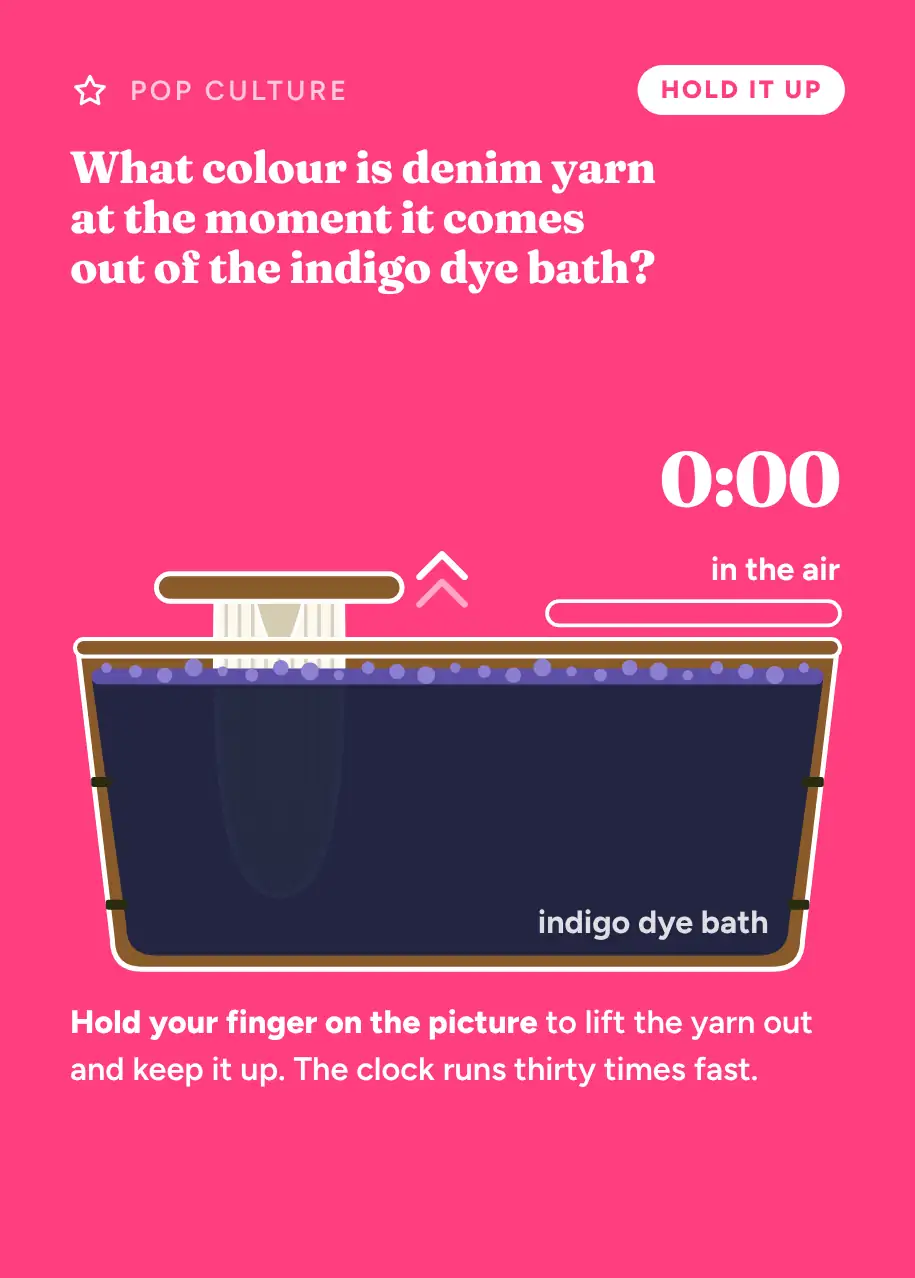 POP CULTURE
HOLD IT UP
What colour is denim yarn
at the moment it comes
out of the indigo dye bath?
0:00
in the air
indigo dye bath
Hold your finger on the picture to lift the yarn out
and keep it up. The clock runs thirty times fast.